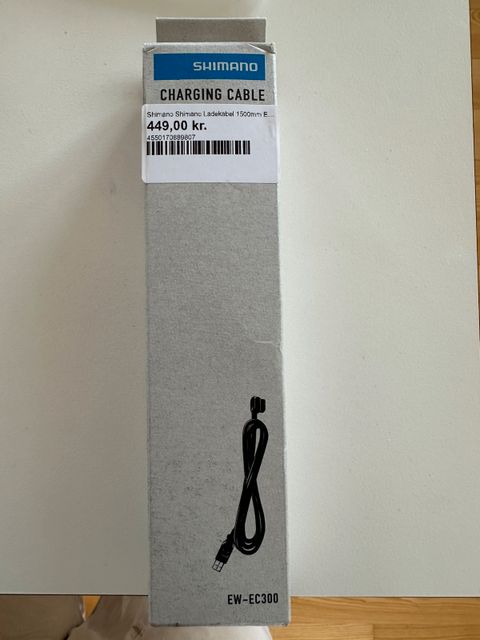 SHIMANO
CHARGING CABLE
Shimano Shimano Ladekabel 1500mm E...
449,00 kr.
4550170889807
EW-EC300